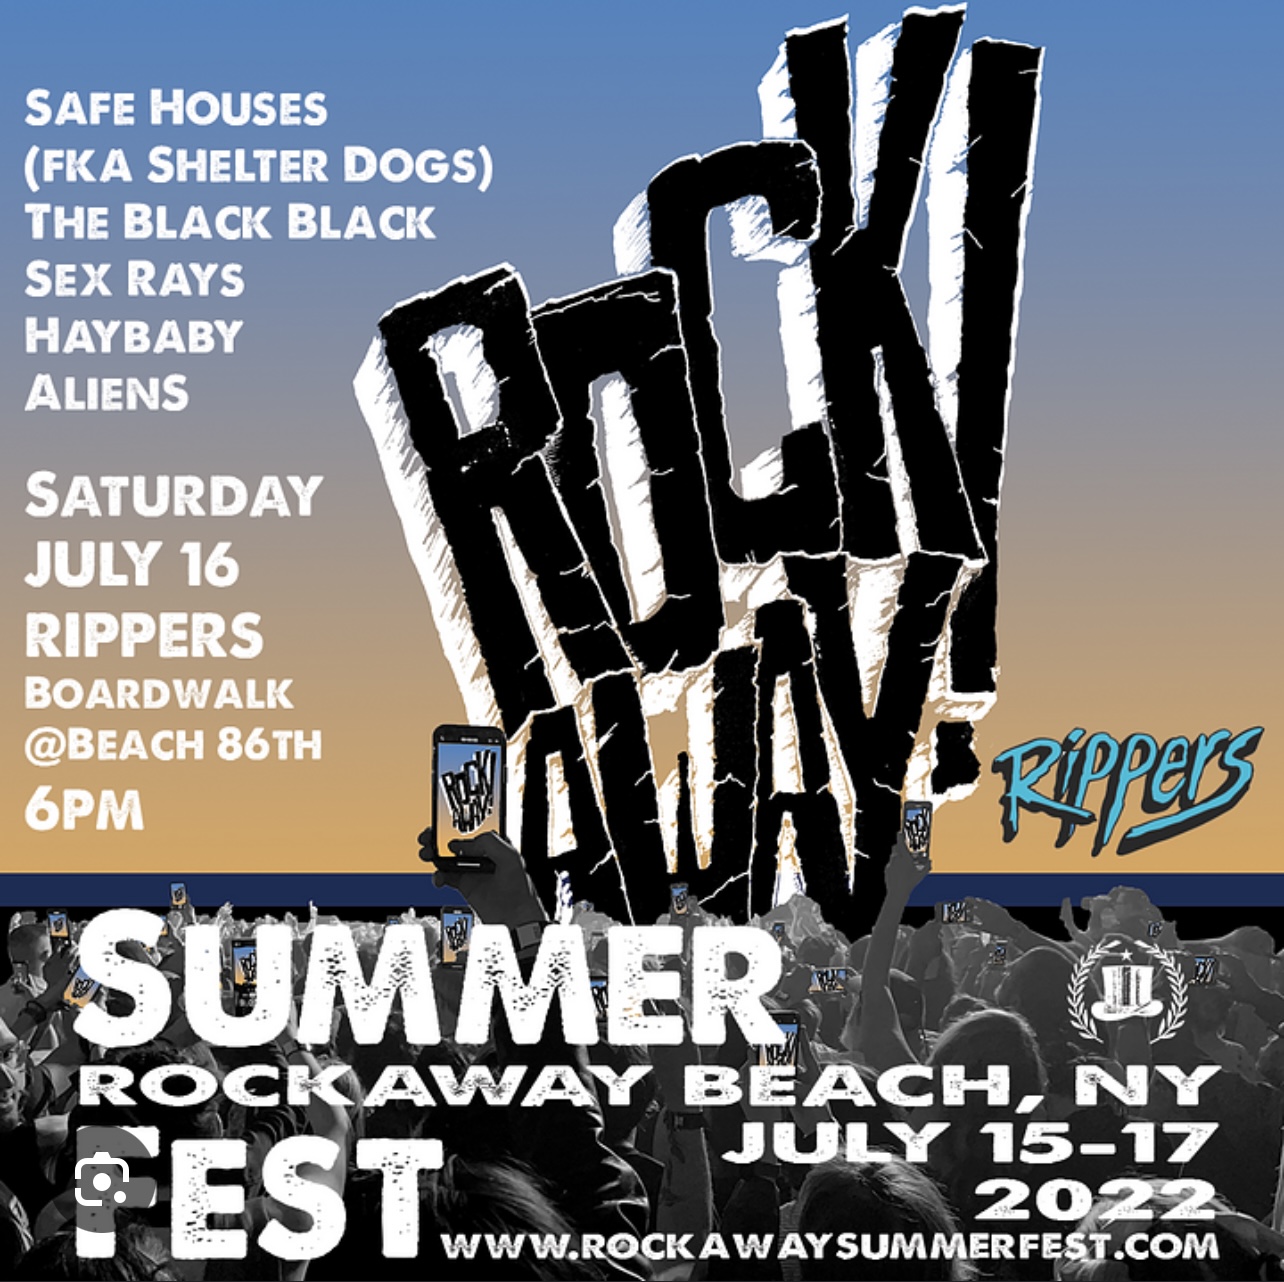 SAFE HOUSES
(FKA SHELTER DOGS)
THE BLACK BLACK
SEX RAYS
HAYBABY
ALIENS
SATURDAY
JULY 16
RIPPERS
BOARDWALK
@BEACH 86TH
6PM
ROCK!
AWAY
Rippers
SUMMER
ROCKAWAY BEACH, NY
FEST
JULY 15-17
2022
WWW.ROCKAWAYSUMMERFEST.COM